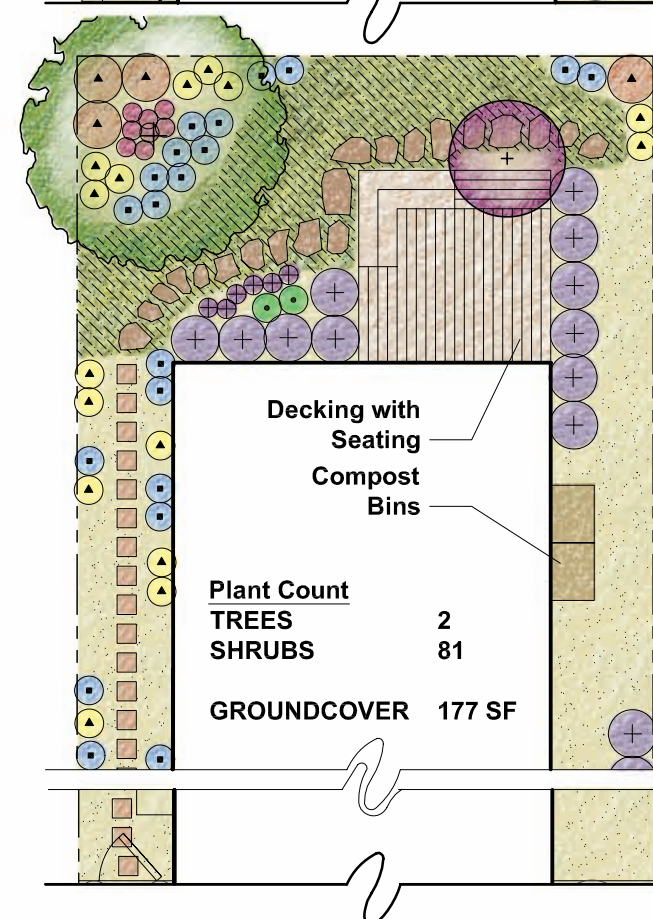 Decking with
Seating
Compost
Bins
Plant Count
TREES 2
SHRUBS 81
GROUNDCOVER 177 SF